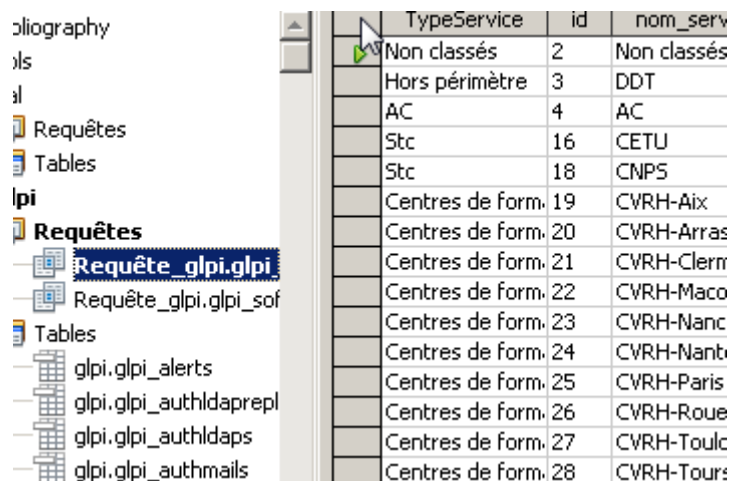 bliography
ols
al
Requêtes
Tables
lpi
Requêtes
Requête_glpi.glpi_
Requête_glpi.glpi_sof
Tables
glpi.glpi_alerts
glpi.glpi_authldaprepl
glpi.glpi_authldaps
glpi.glpi_authmails
TypeService id nom_serv
Non classés 2 Non classés
Hors périmètre 3 DDT
AC 4 AC
Stc 16 CETU
Stc 18 CNPS
Centres de form 19 CVRH-Aix
Centres de form 20 CVRH-Arras
Centres de form 21 CVRH-Clerm
Centres de form 22 CVRH-Maco
Centres de form 23 CVRH-Nanc
Centres de form 24 CVRH-Nant
Centres de form 25 CVRH-Paris
Centres de form 26 CVRH-Roue
Centres de form 27 CVRH-Toulo
Centres de form 28 CVRH-Tours